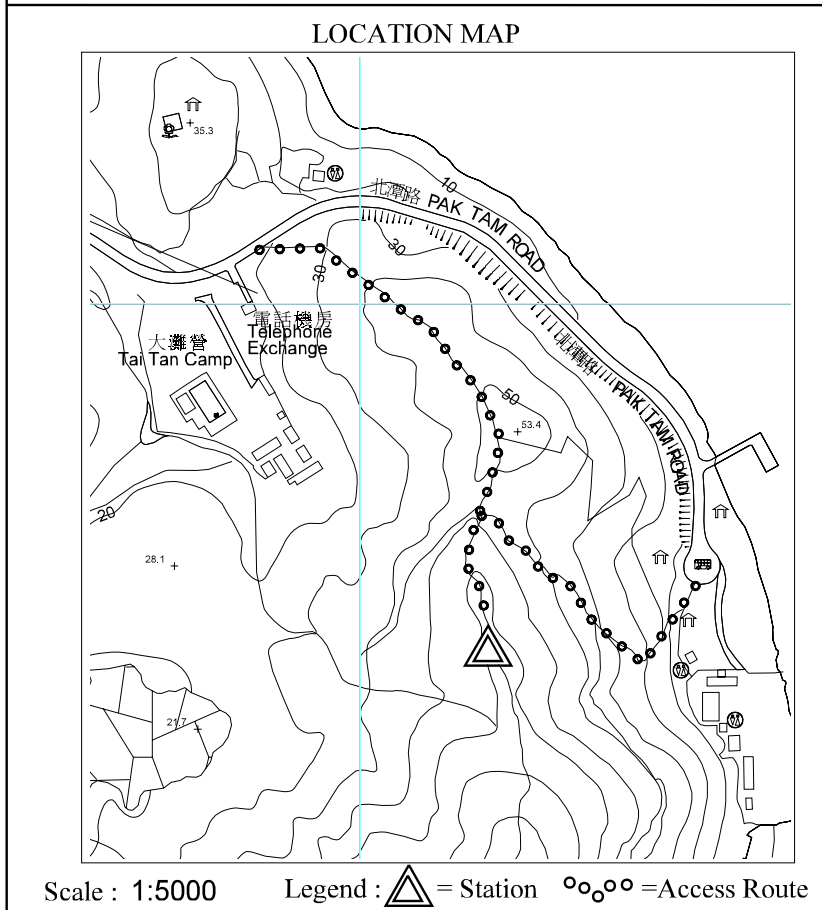 LOCATION MAP
35.3
10
北潭路 PAK TAM ROAD
30
30
電話機房
Telephone
Exchange
大灘營
Tai Tan Camp
北潭路 PAK TAM ROAD
50
53.4
20
28.1
21.7
Scale : 1:5000 Legend : = Station =Access Route